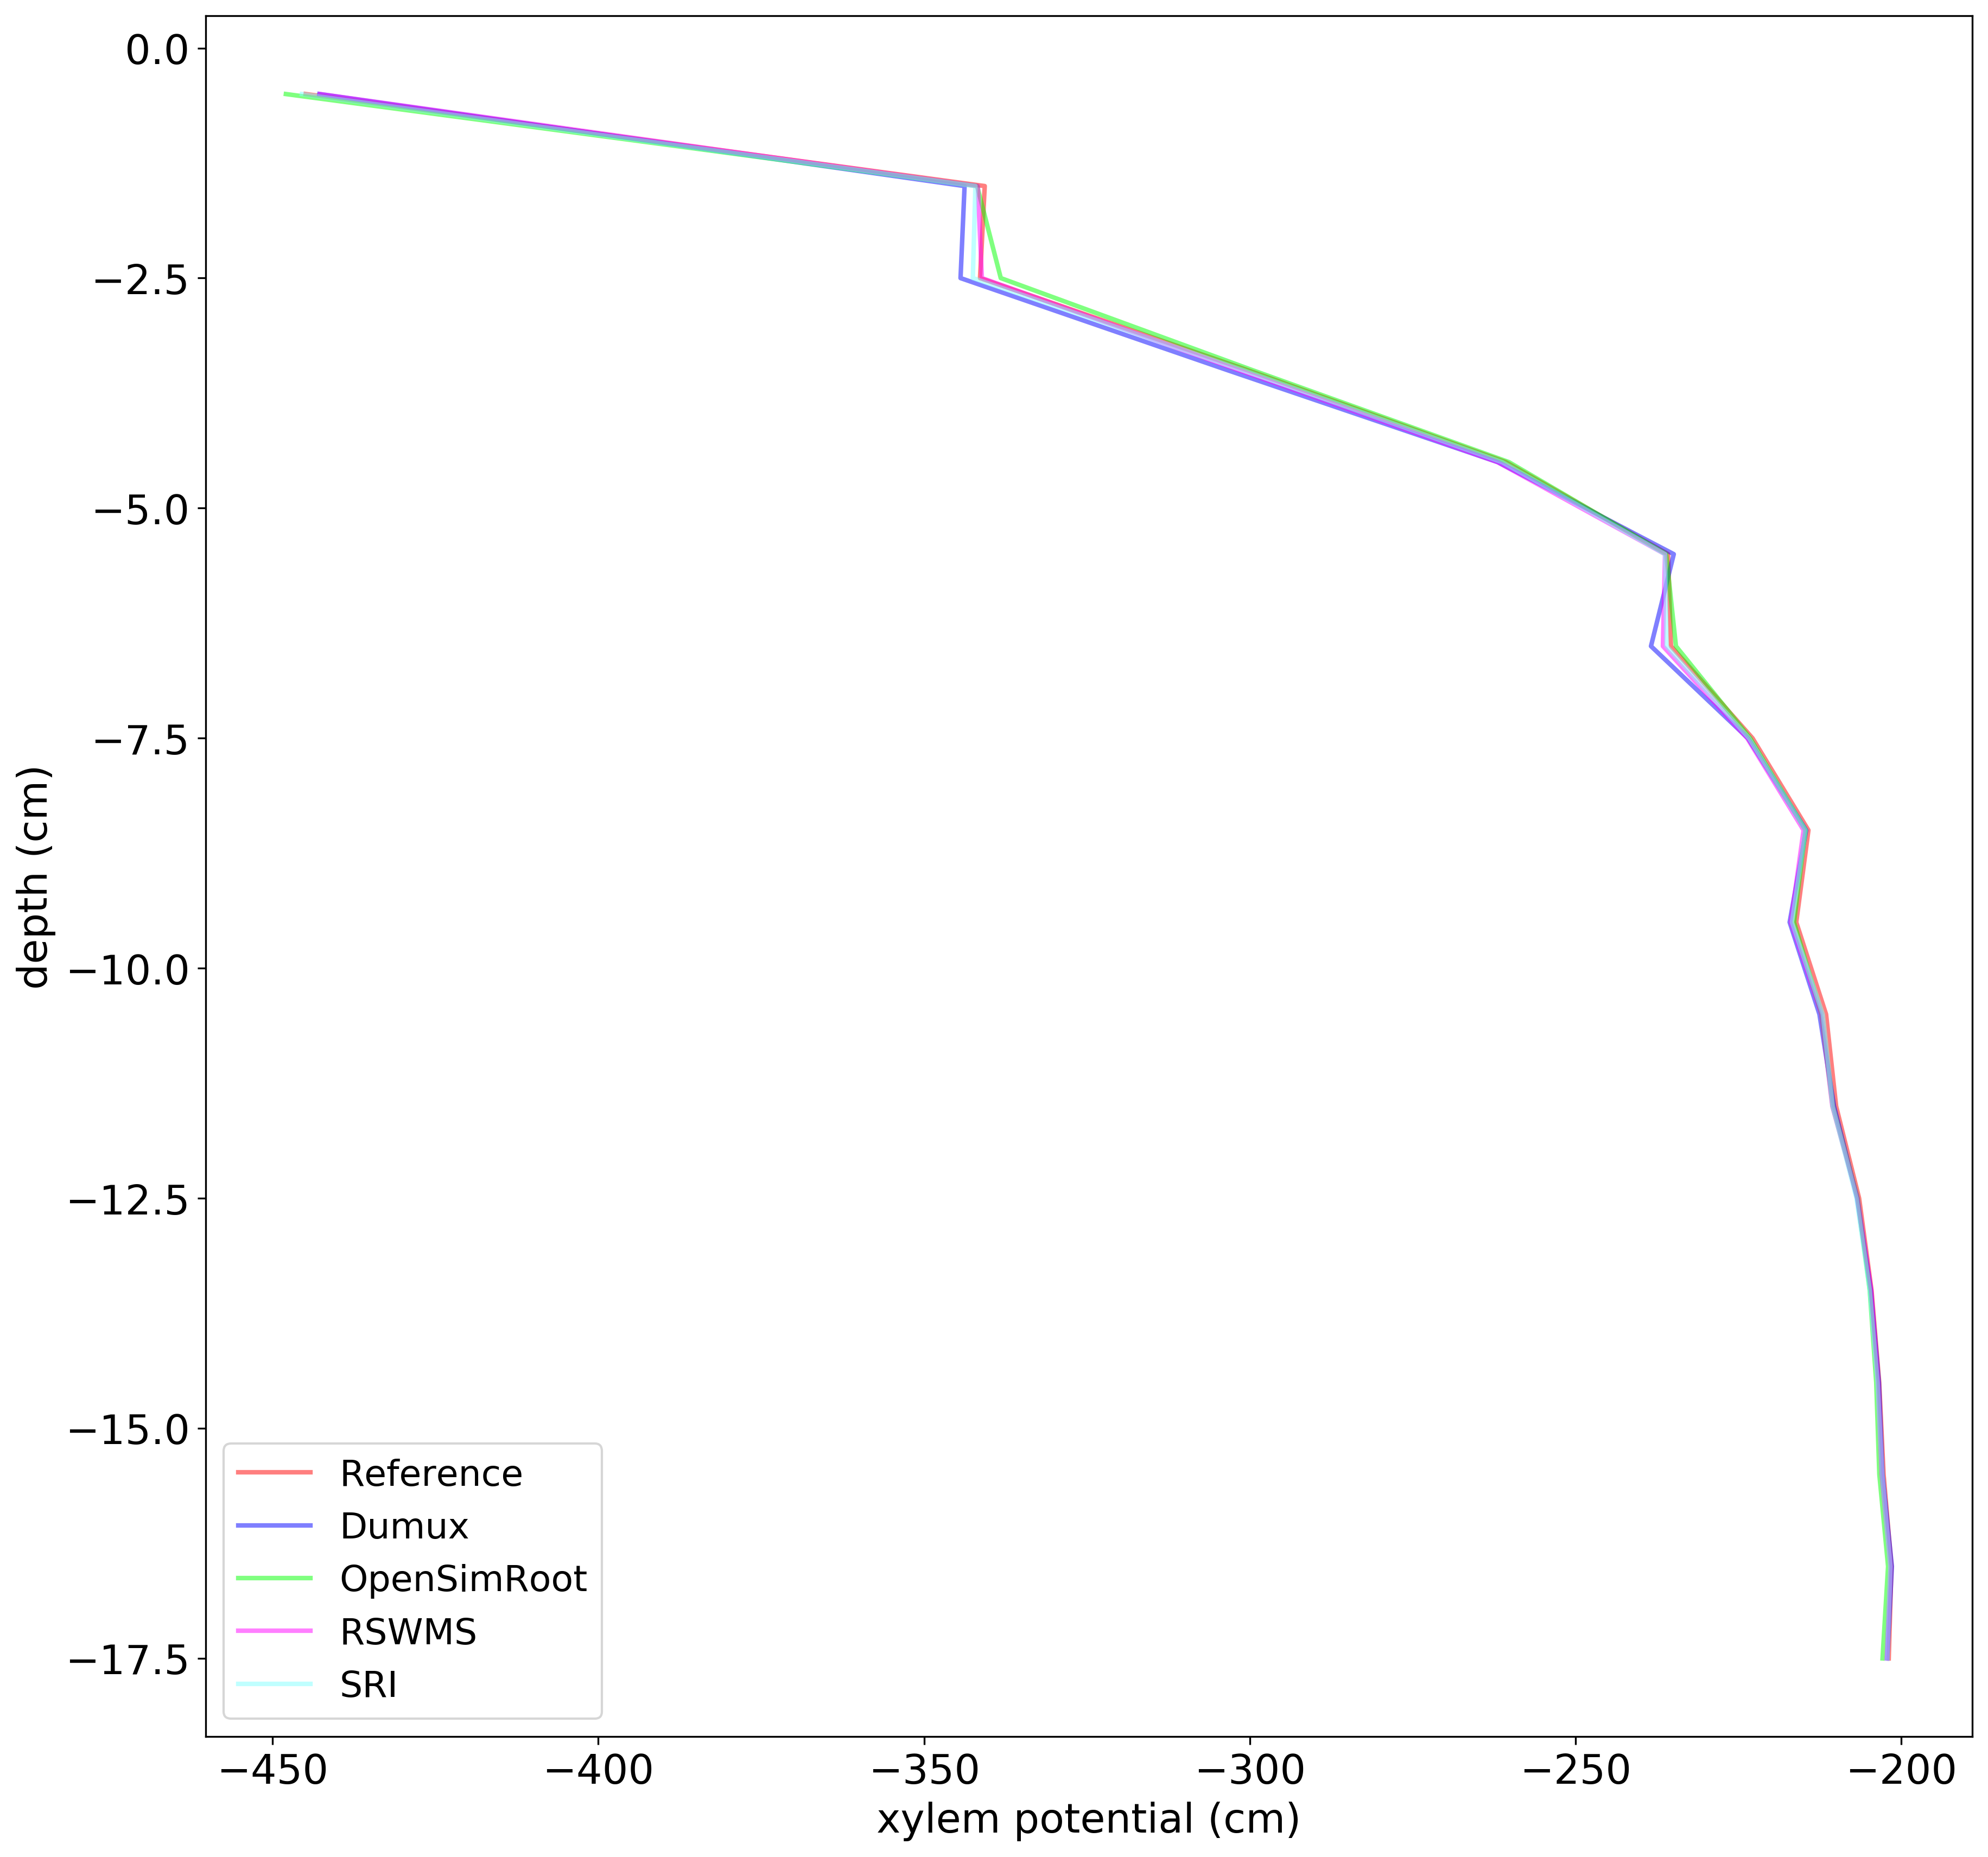 0.0
−2.5
−5.0
−7.5
−10.0
−12.5
−15.0
−17.5
depth (cm)
Reference
Dumux
OpenSimRoot
RSWMS
SRI
−450
−400
−350
−300
−250
−200
xylem potential (cm)